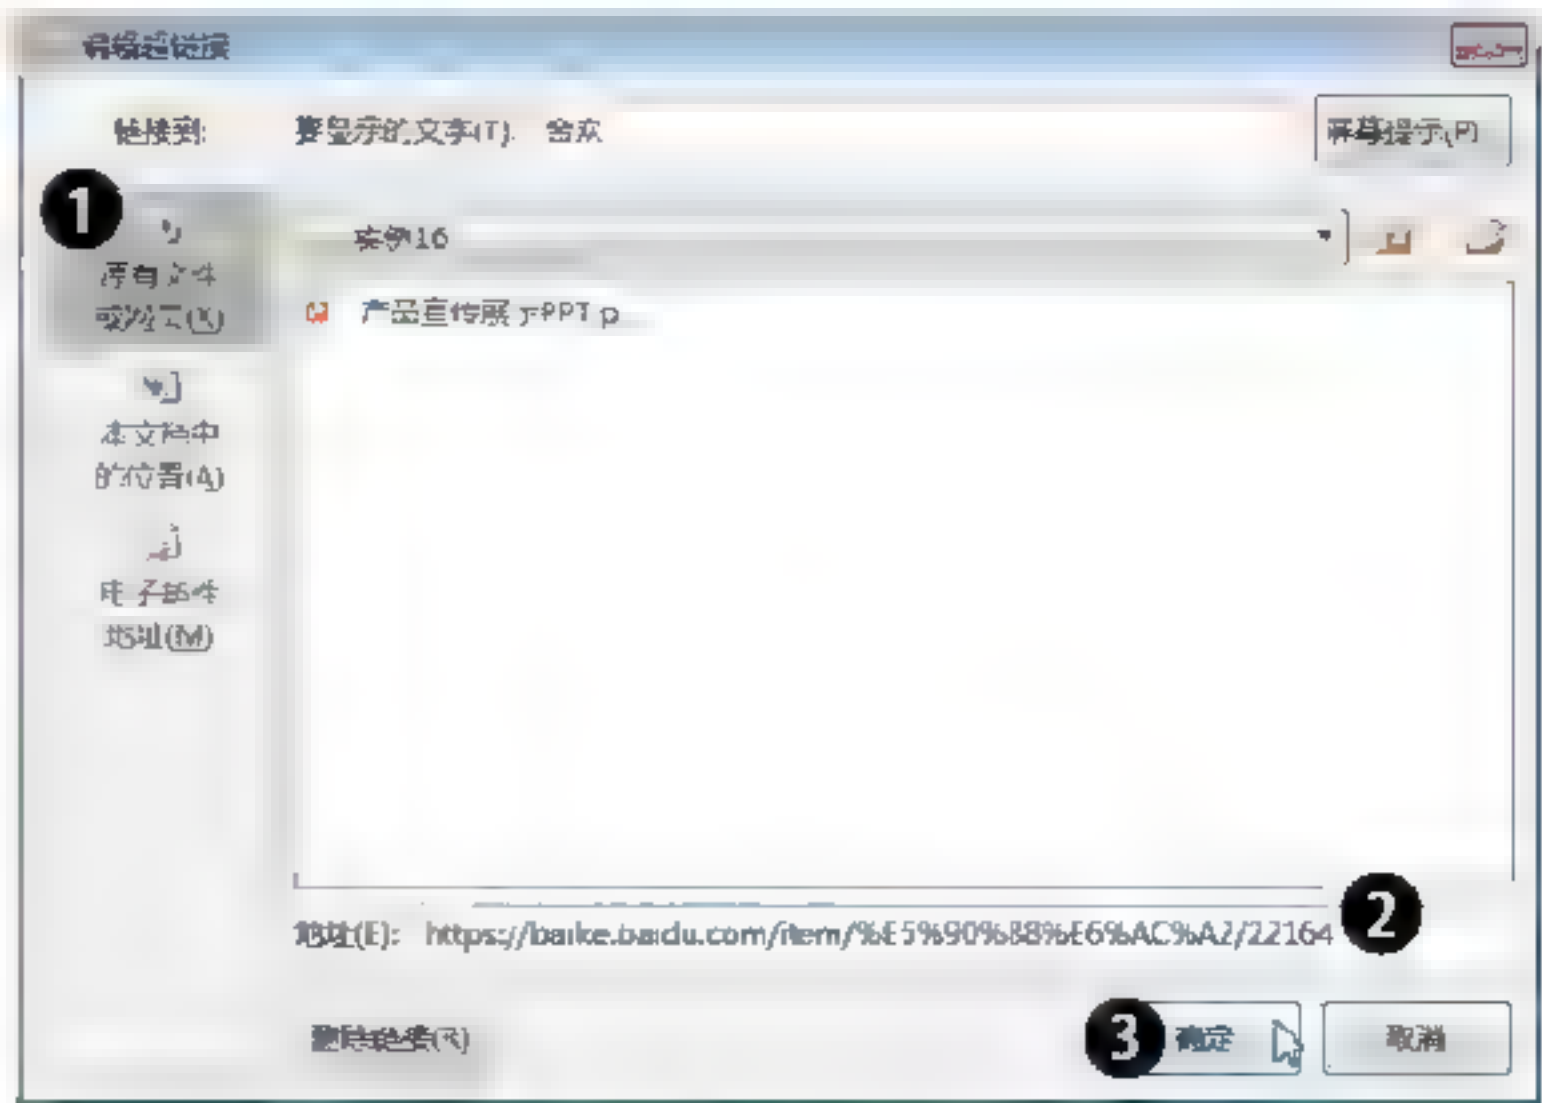 编辑超链接
链接到:
要显示的文字(T): 合欢
屏幕提示(P)
1
实例16
原有文件
或网页(X)
产品宣传展示PPT.p
本文档中
的位置(A)
电子邮件
地址(M)
2
地址(E): https://baike.baidu.com/item/%E5%90%88%E6%AC%A2/22164
删除链接(R)
3
确定
取消